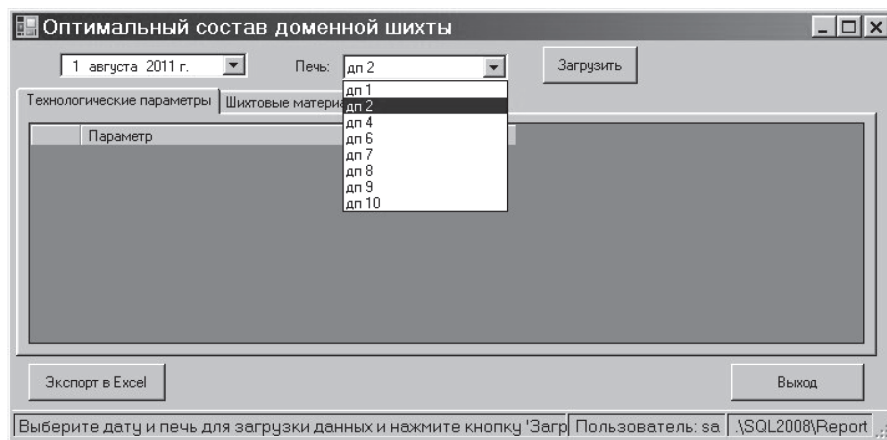 Оптимальный состав доменной шихты
1 августа 2011 г. Печь: дп 2 Загрузить
дп 1
дп 2
дп 4
дп 6
дп 7
дп 8
дп 9
дп 10
Технологические параметры Шихтовые матери
Параметр
Экспорт в Excel Выход
Выберите дату и печь для загрузки данных и нажмите кнопку 'Загр Пользователь: sa .\SQL2008\Report